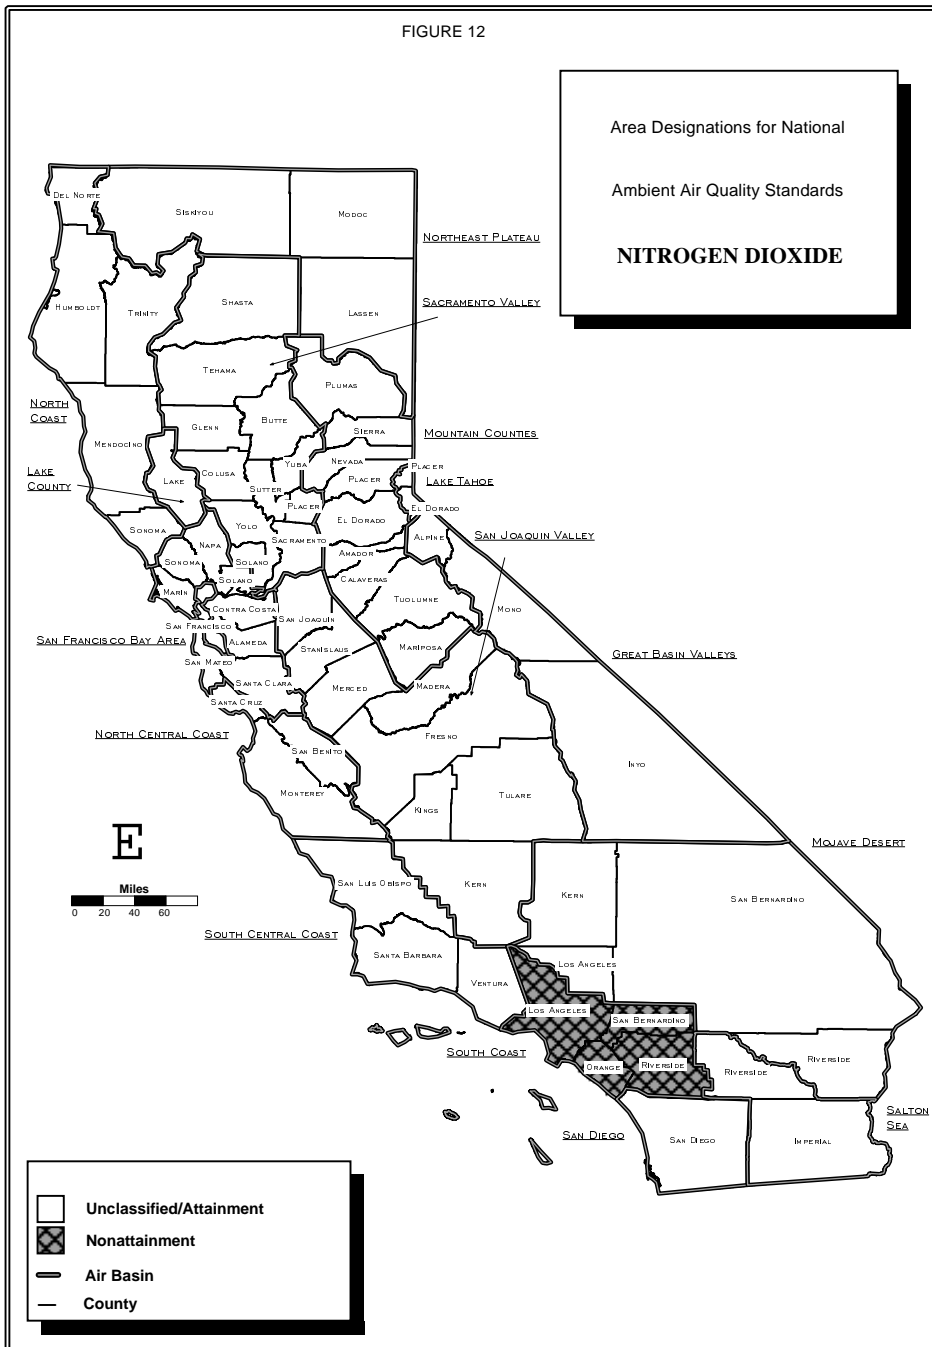 FIGURE 12
Area Designations for National
Ambient Air Quality Standards
NITROGEN DIOXIDE
DEL NORTE
SISKIYOU
MODOC
NORTHEAST PLATEAU
HUMBOLDT
TRINITY
SHASTA
LASSEN
SACRAMENTO VALLEY
TEHAMA
PLUMAS
NORTH
COAST
MENDOCINO
GLENN
BUTTE
SIERRA
MOUNTAIN COUNTIES
LAKE
COUNTY
LAKE
COLUSA
YUBA
NEVADA
PLACER
PLACER
LAKE TAHOE
SUTTER
PLACER
EL DORADO
EL DORADO
SONOMA
YOLO
SACRAMENTO
ALPINE
SAN JOAQUIN VALLEY
NAPA
SONOMA
SOLANO
SOLANO
AMADOR
CALAVERAS
MARIN
CONTRA COSTA
TUOLUMNE
MONO
SAN FRANCISCO
SAN JOAQUIN
SAN FRANCISCO BAY AREA
ALAMEDA
STANISLAUS
MARIPOSA
GREAT BASIN VALLEYS
SAN MATEO
SANTA CLARA
MERCED
MADERA
SANTA CRUZ
NORTH CENTRAL COAST
FRESNO
SAN BENITO
INYO
MONTEREY
KINGS
TULARE
E
MOJAVE DESERT
Miles
0 20 40 60
SAN LUIS OBISPO
KERN
KERN
SAN BERNARDINO
SOUTH CENTRAL COAST
SANTA BARBARA
VENTURA
LOS ANGELES
LOS ANGELES
SAN BERNARDINO
SOUTH COAST
ORANGE
RIVERSIDE
RIVERSIDE
RIVERSIDE
SALTON
SEA
SAN DIEGO
SAN DIEGO
IMPERIAL
Unclassified/Attainment
Nonattainment
Air Basin
County